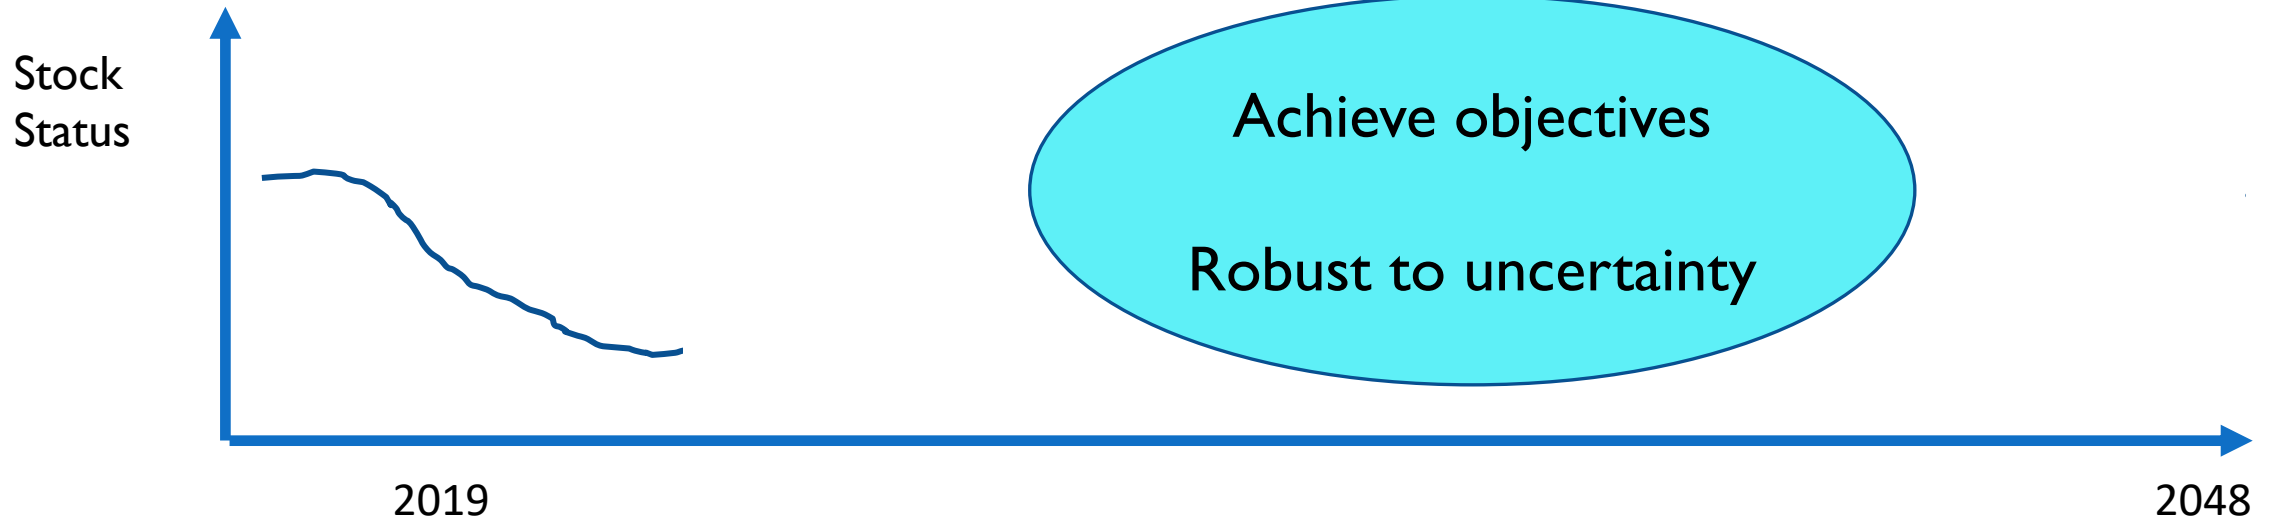 Stock
Status
Achieve objectives
Robust to uncertainty
2019
2048